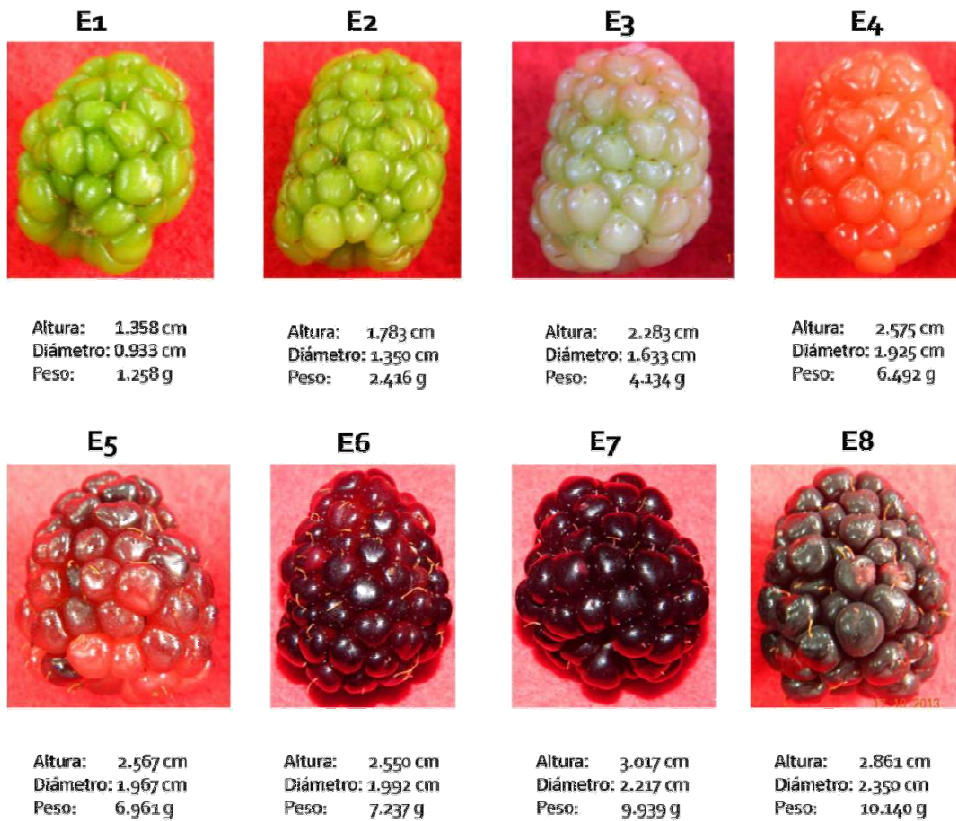 E1
E2
E3
E4
Altura: 1.358 cm
Diámetro: 0.933 cm
Peso: 1.258 g
Altura: 1.783 cm
Diámetro: 1.350 cm
Peso: 2.416 g
Altura: 2.283 cm
Diámetro: 1.633 cm
Peso: 4.134 g
Altura: 2.575 cm
Diámetro: 1.925 cm
Peso: 6.492 g
E5
E6
E7
E8
2013
Altura: 2.567 cm
Diámetro: 1.967 cm
Peso: 6.961 g
Altura: 2.550 cm
Diámetro: 1.992 cm
Peso: 7.237 g
Altura: 3.017 cm
Diámetro: 2.217 cm
Peso: 9.939 g
Altura: 2.861 cm
Diámetro: 2.350 cm
Peso: 10.140 g